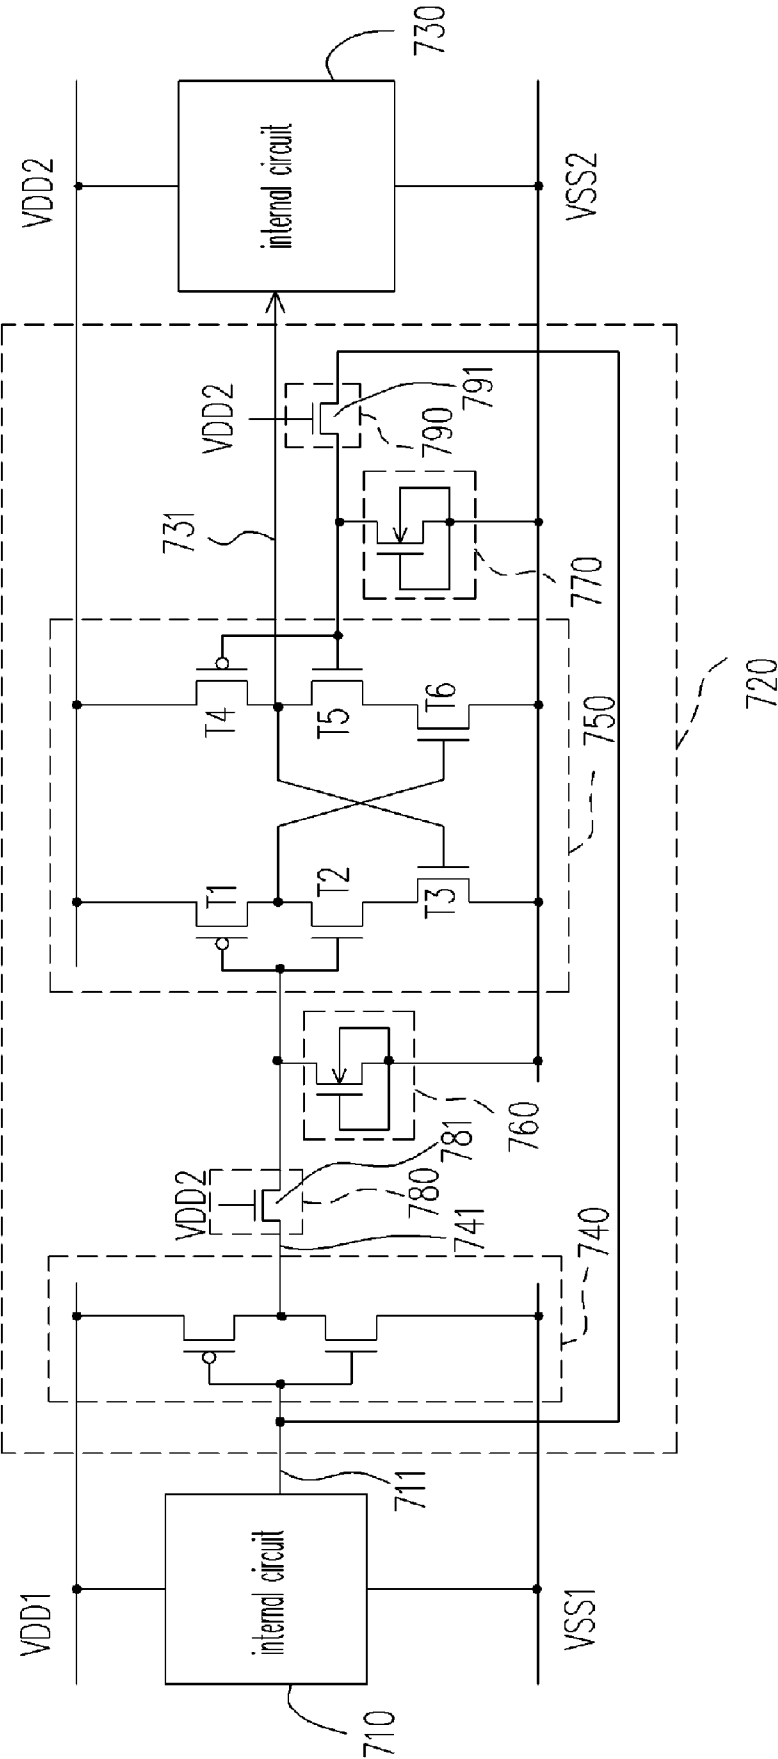 VDD1
VDD2
VDD2
VDD2
731
T1
T4
T2
T5
T3
T6
internal circuit
internal circuit
711
741
781
780
760
791
790
770
740
750
VSS1
VSS2
710
730
720